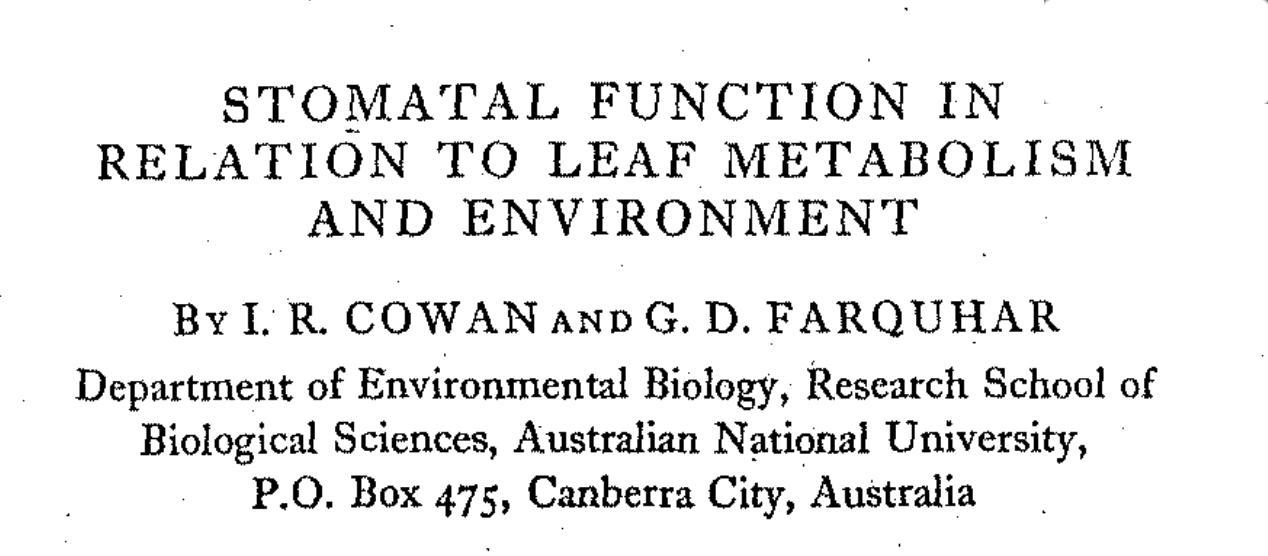 STOMATAL FUNCTION IN
RELATION TO LEAF METABOLISM
AND ENVIRONMENT
BY I. R. COWAN AND G. D. FARQUHAR
Department of Environmental Biology, Research School of
Biological Sciences, Australian National University,
P.O. Box 475, Canberra City, Australia